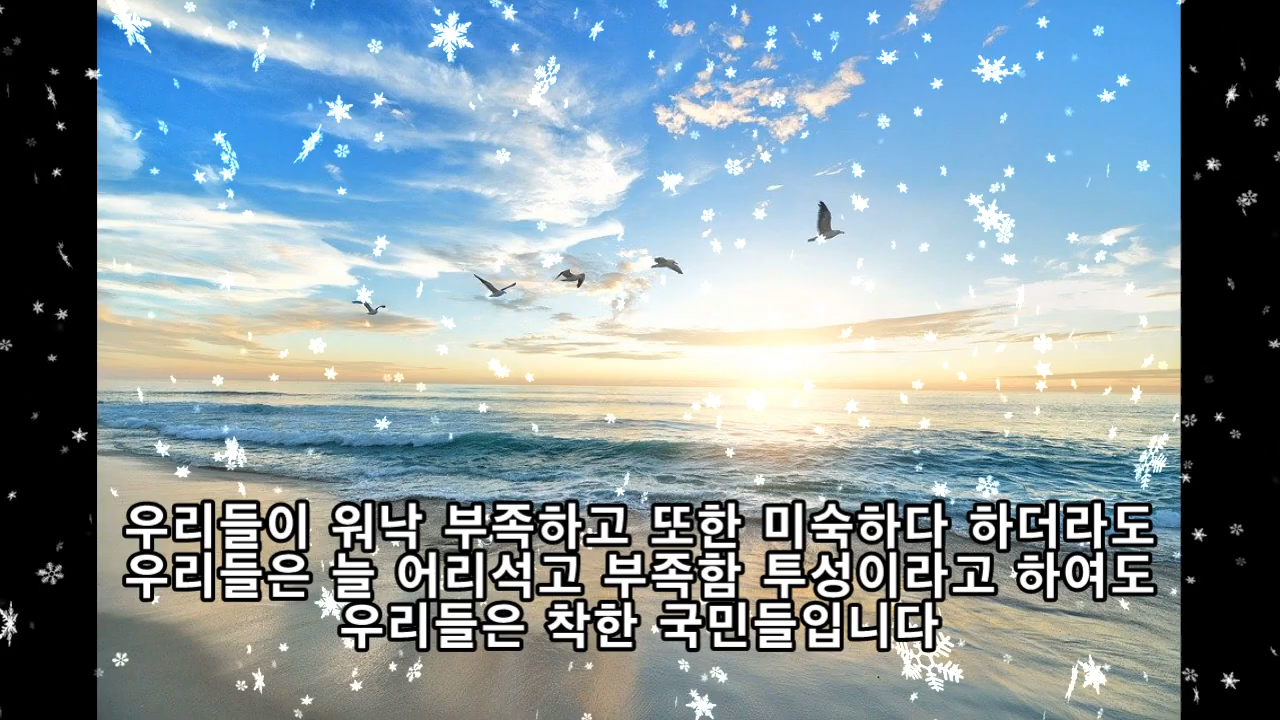 우리들이 워낙 부족하고 또한 미숙하다 하더라도
우리들은 늘 어리석고 부족함 투성이라고 하여도
우리들은 착한 국민들입니다